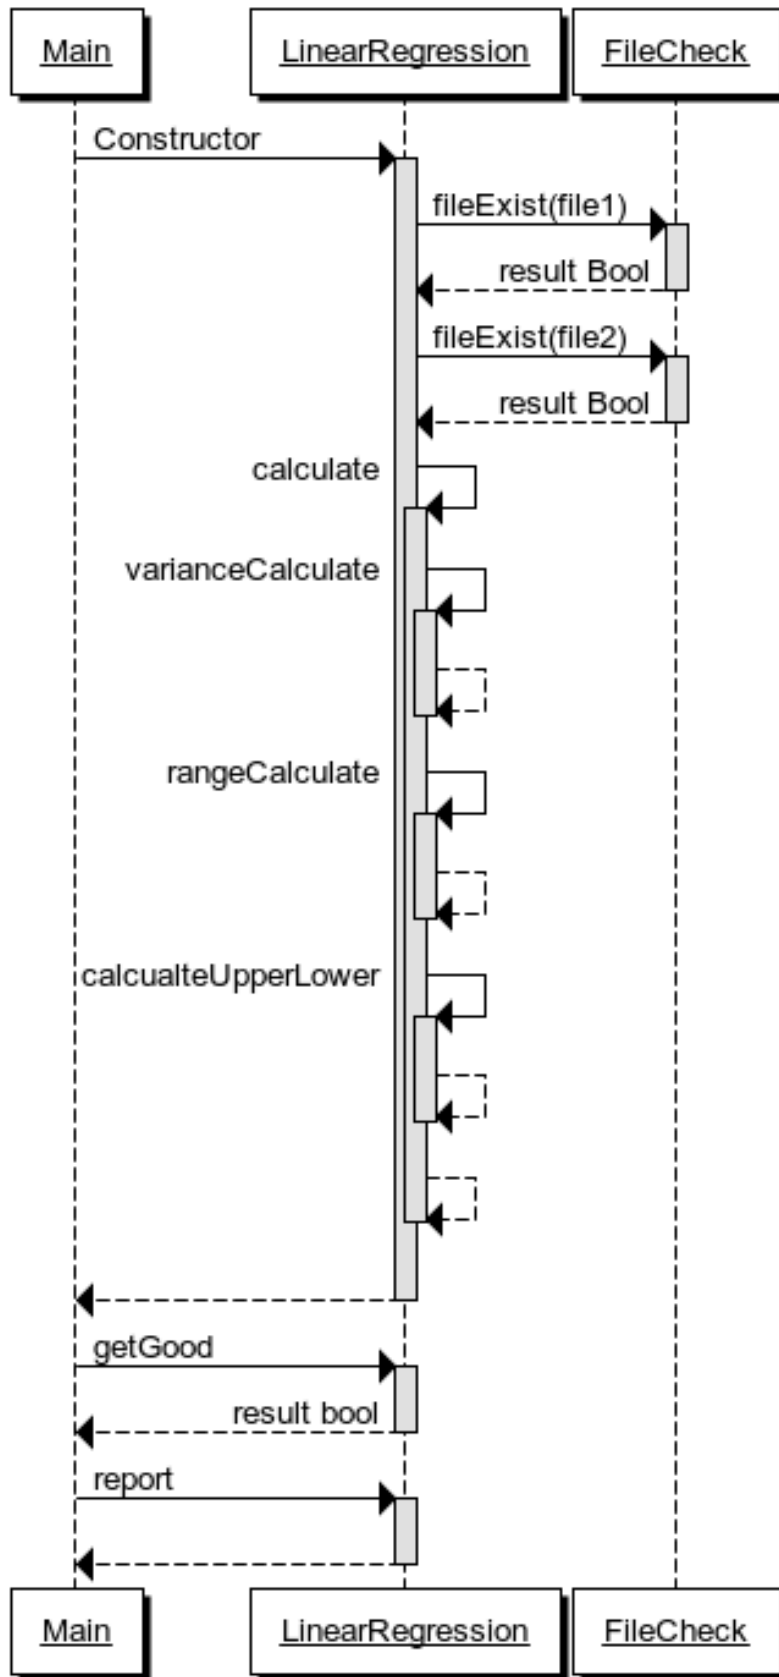 Main
LinearRegression
FileCheck
Constructor
fileExist(file1)
result Bool
fileExist(file2)
result Bool
calculate
varianceCalculate
rangeCalculate
calcualteUpperLower
getGood
result bool
report
Main
LinearRegression
FileCheck